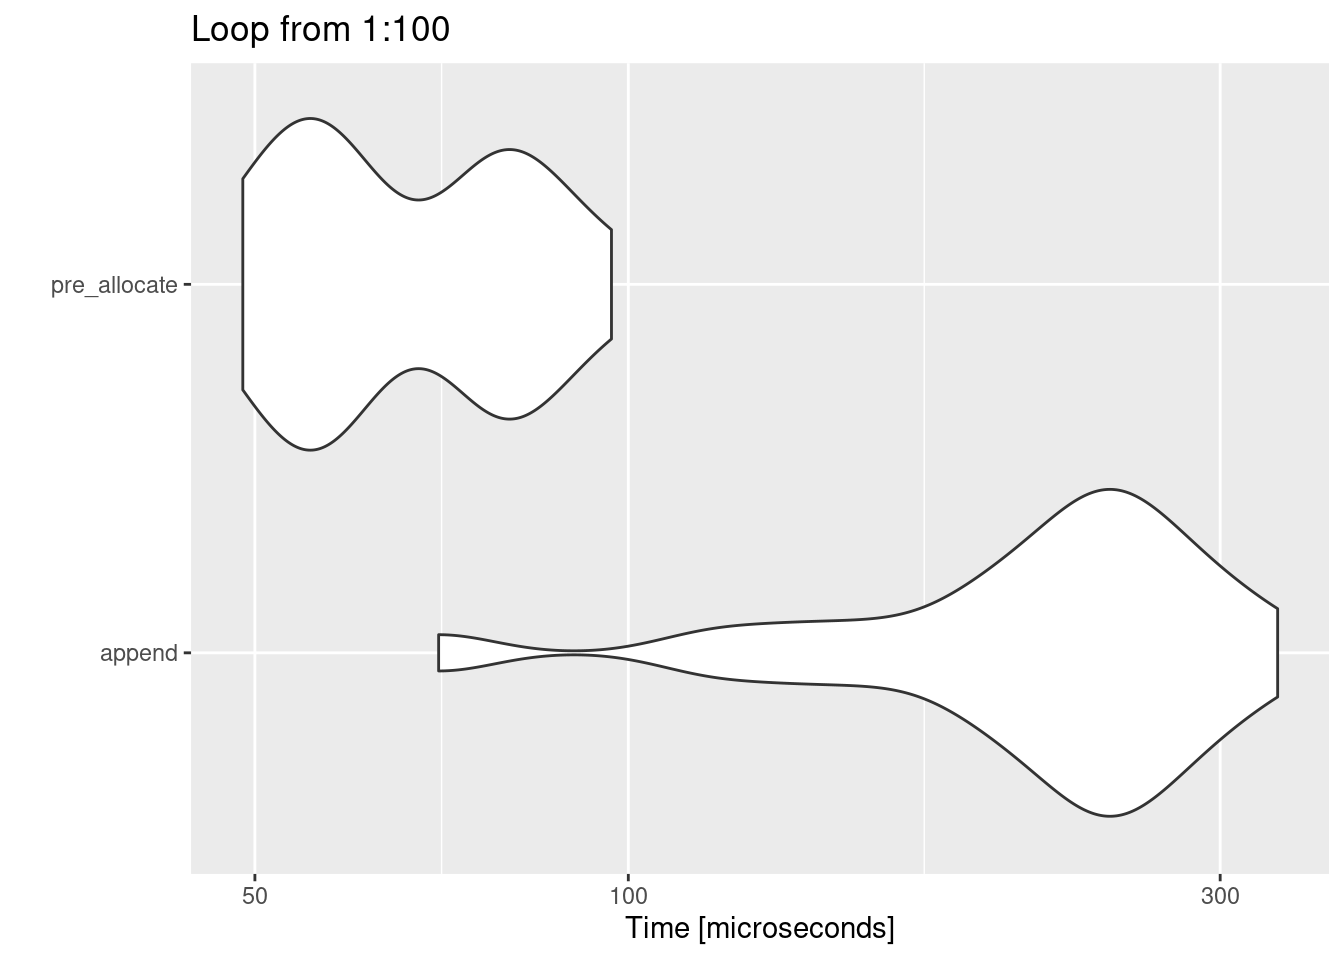 Loop from 1:100
pre_allocate
append
50 100 300
Time [microseconds]